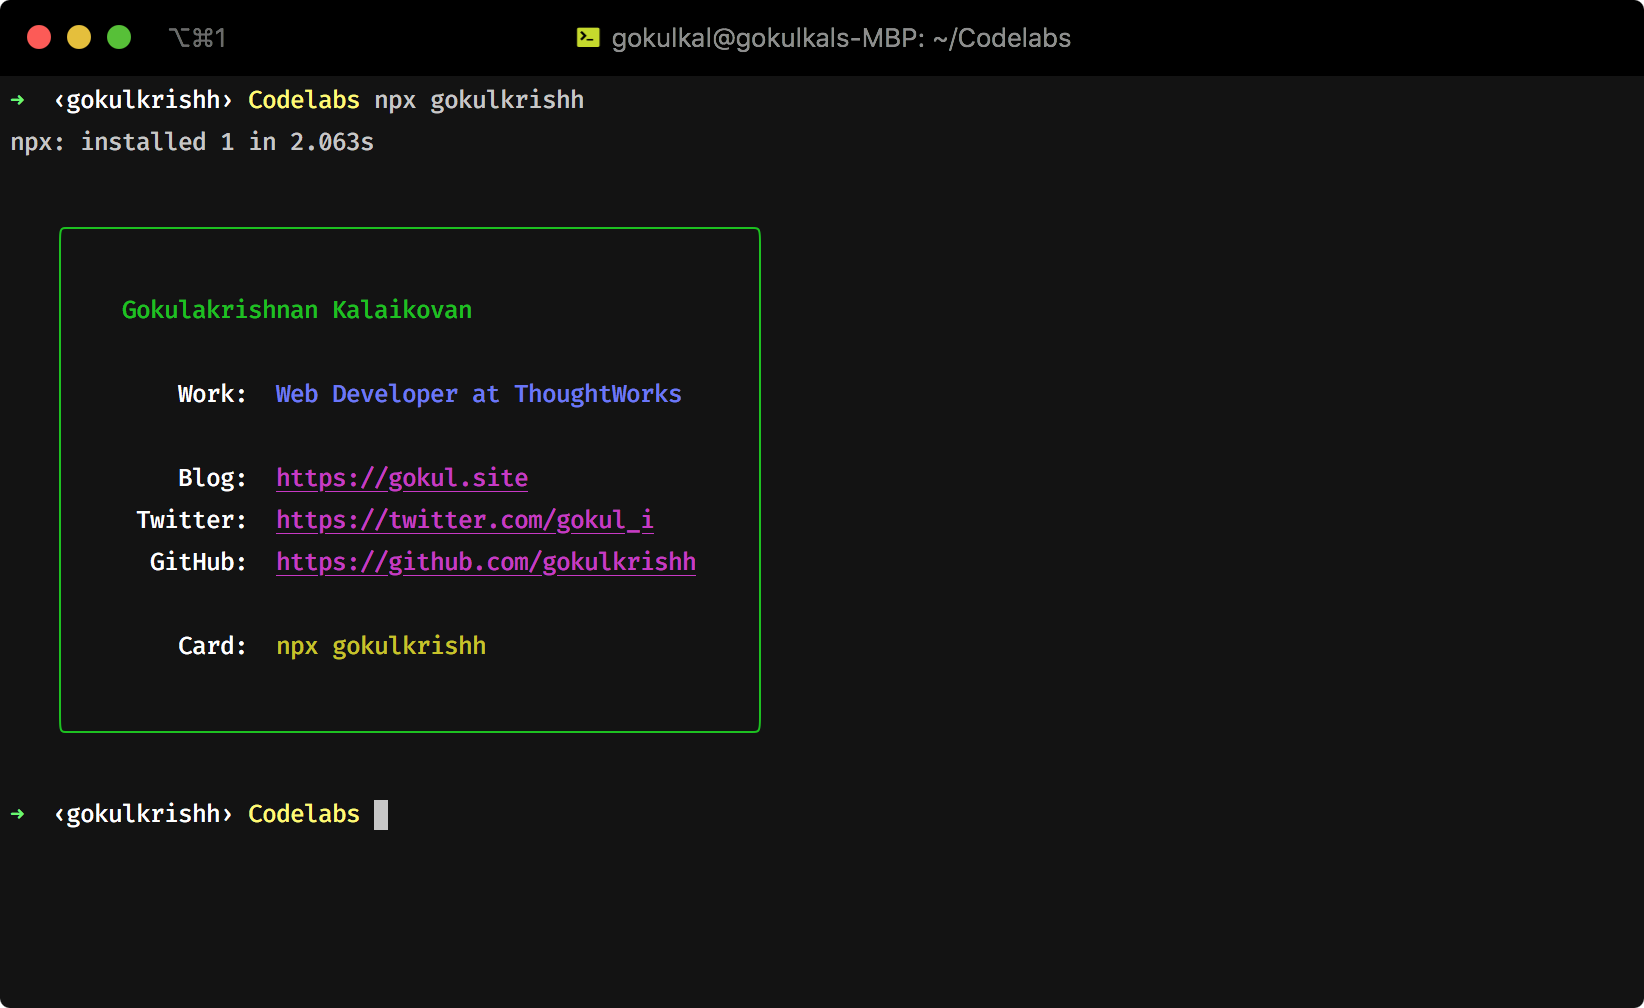 ⌥⌘1 gokulkal@gokulkals-MBP: ~/Codelabs
➜ ‹gokulkrishh› Codelabs npx gokulkrishh
npx: installed 1 in 2.063s
Gokulakrishnan Kalaikovan
Work: Web Developer at ThoughtWorks
Blog: https://gokul.site
Twitter: https://twitter.com/gokul_i
GitHub: https://github.com/gokulkrishh
Card: npx gokulkrishh
➜ ‹gokulkrishh› Codelabs